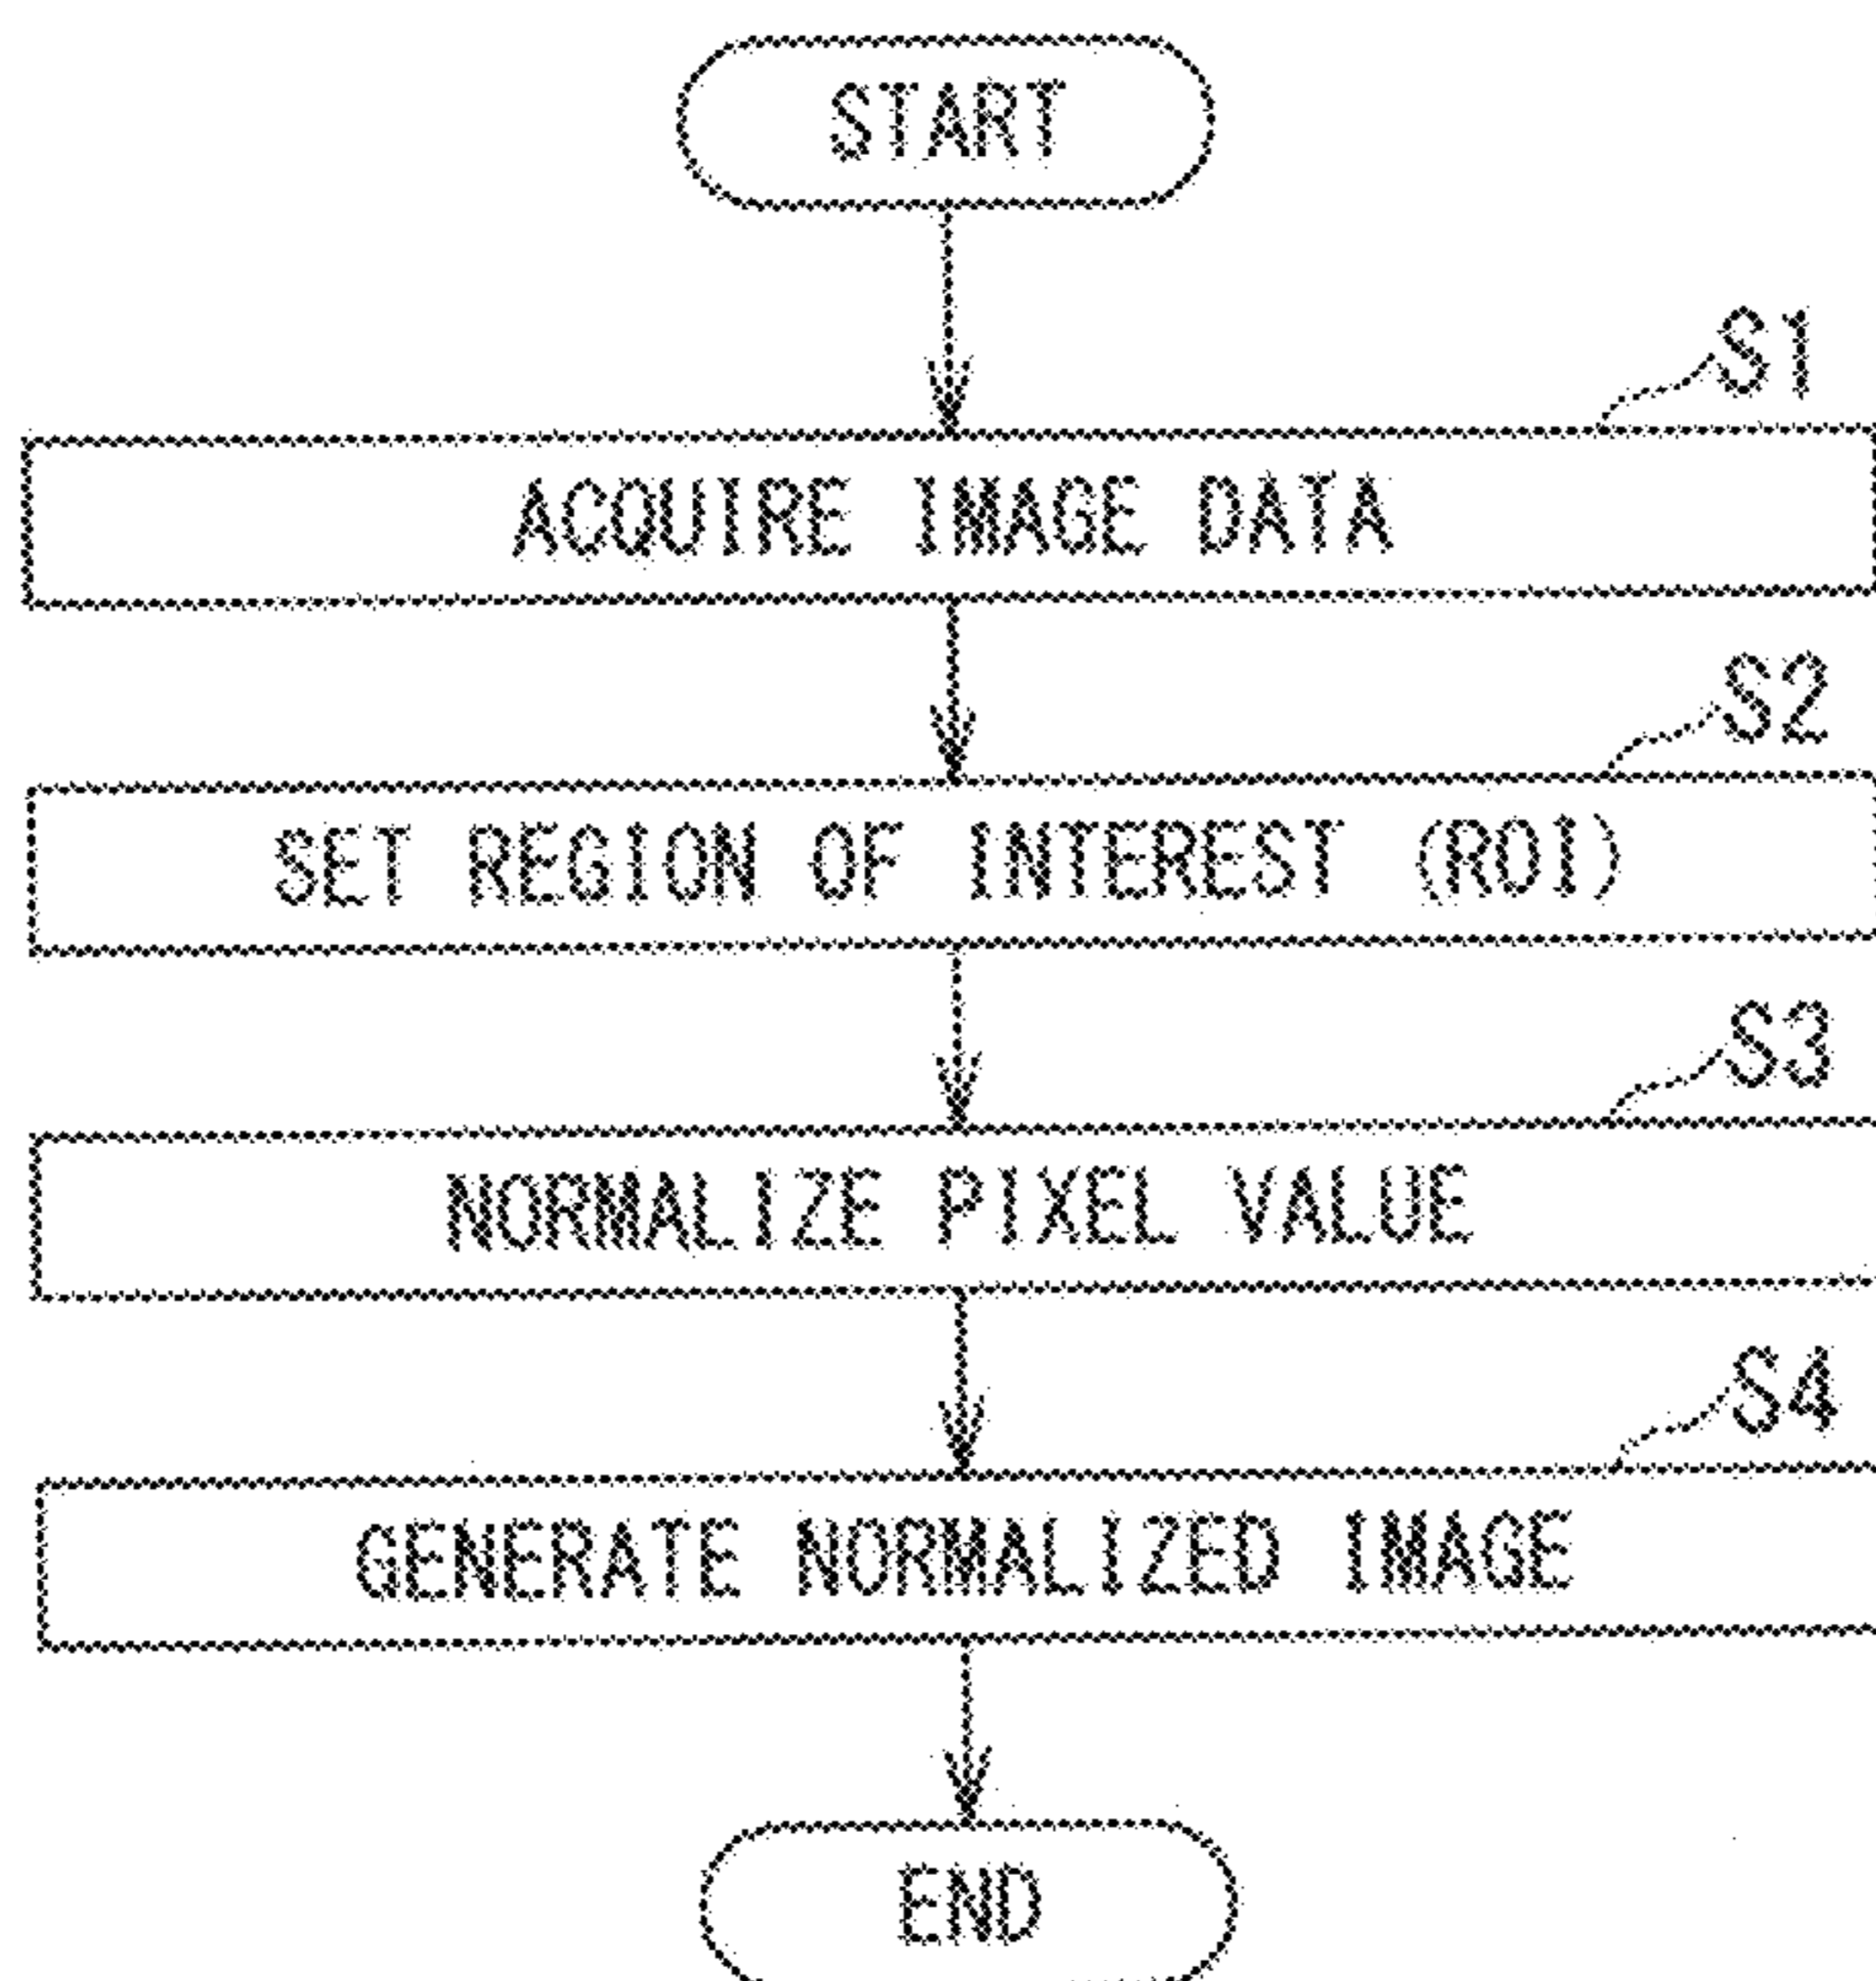 START
S1
ACQUIRE IMAGE DATA
S2
SET REGION OF INTEREST (ROI)
S3
NORMALIZE PIXEL VALUE
S4
GENERATE NORMALIZED IMAGE
END